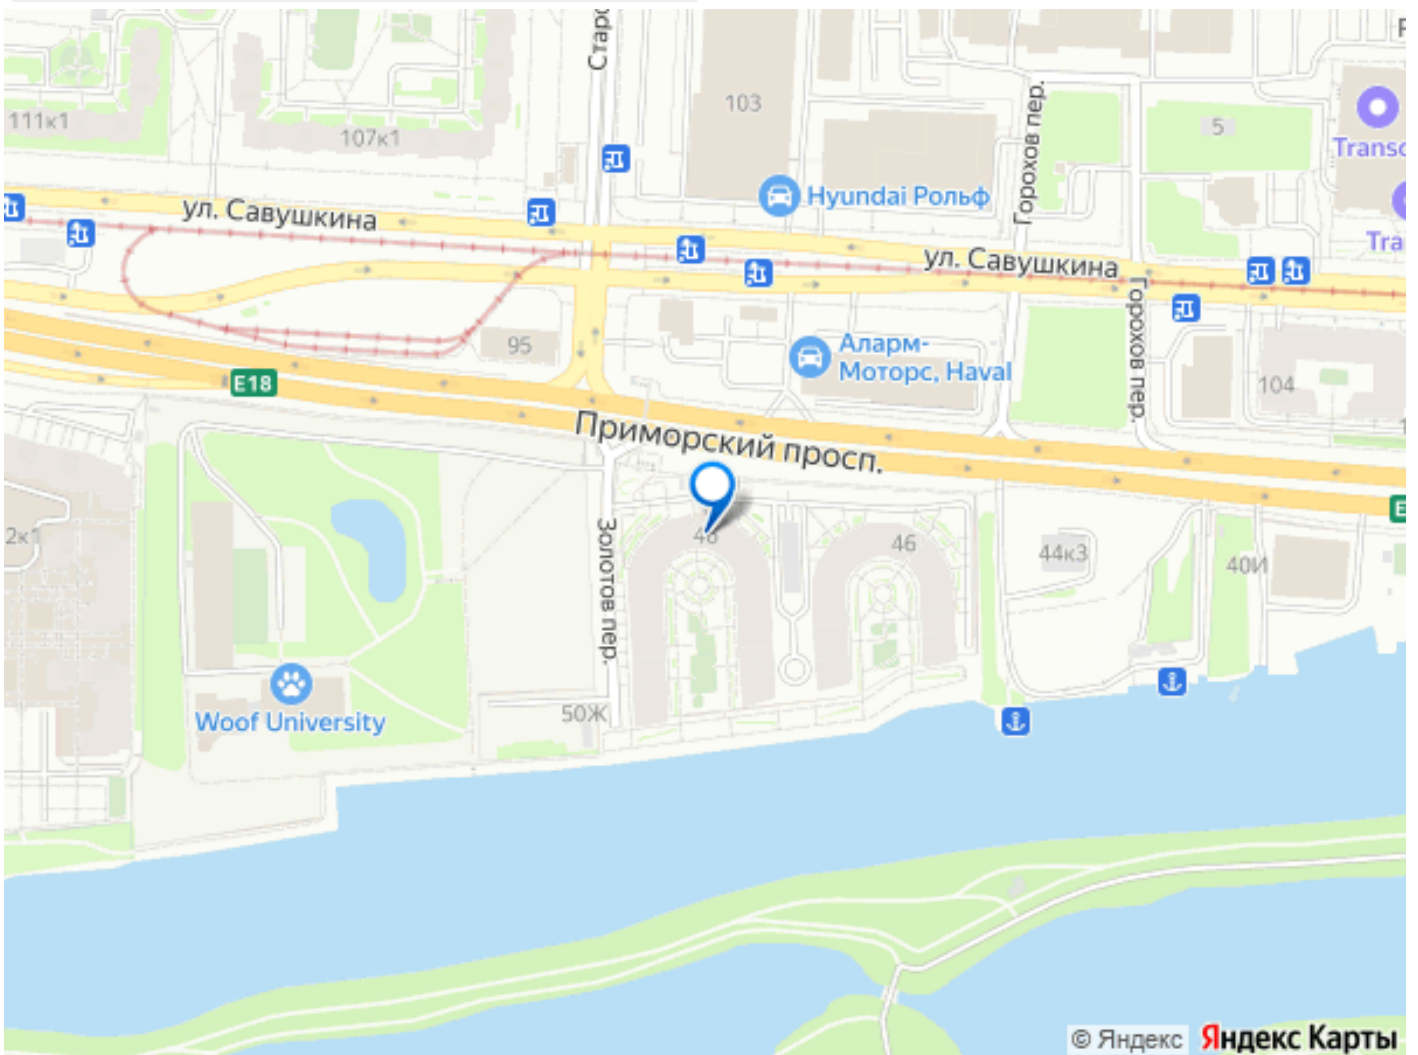 111к1
107к1
103
5
Transc
Tra
Горохов пер.
Hyundai Рольф
ул. Савушкина
ул. Савушкина
Горохов пер.
95
Аларм-
Моторс, Haval
104
E18
Приморский просп.
46
46
44к3
40И
Золотов пер.
Woof University
50Ж
© Яндекс
Яндекс Карты